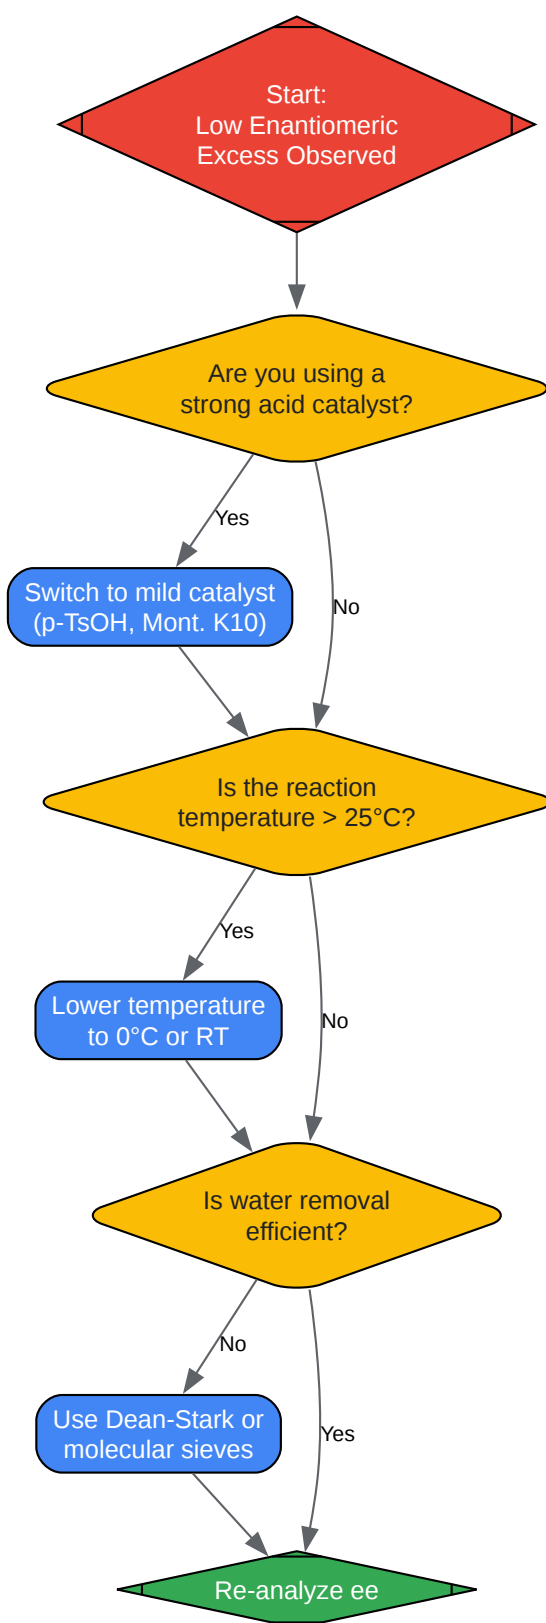 Start:
Low Enantiomeric
Excess Observed
Are you using a
strong acid catalyst?
Yes
Switch to mild catalyst
(p-TsOH, Mont. K10)
No
Is the reaction
temperature > 25°C?
Yes
Lower temperature
to 0°C or RT
No
Is water removal
efficient?
No
Use Dean-Stark or
molecular sieves
Yes
Re-analyze ee